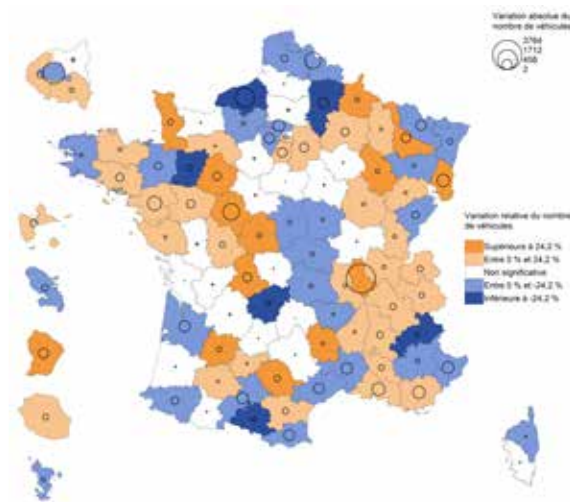 Variation absolue du
nombre de véhicules
3764
1712
458
2
Variation relative du nombre
de véhicules
Supérieure à 24,2 %
Entre 0 % et 24,2 %
Non significative
Entre 0 % et -24,2 %
Inférieure à -24,2 %